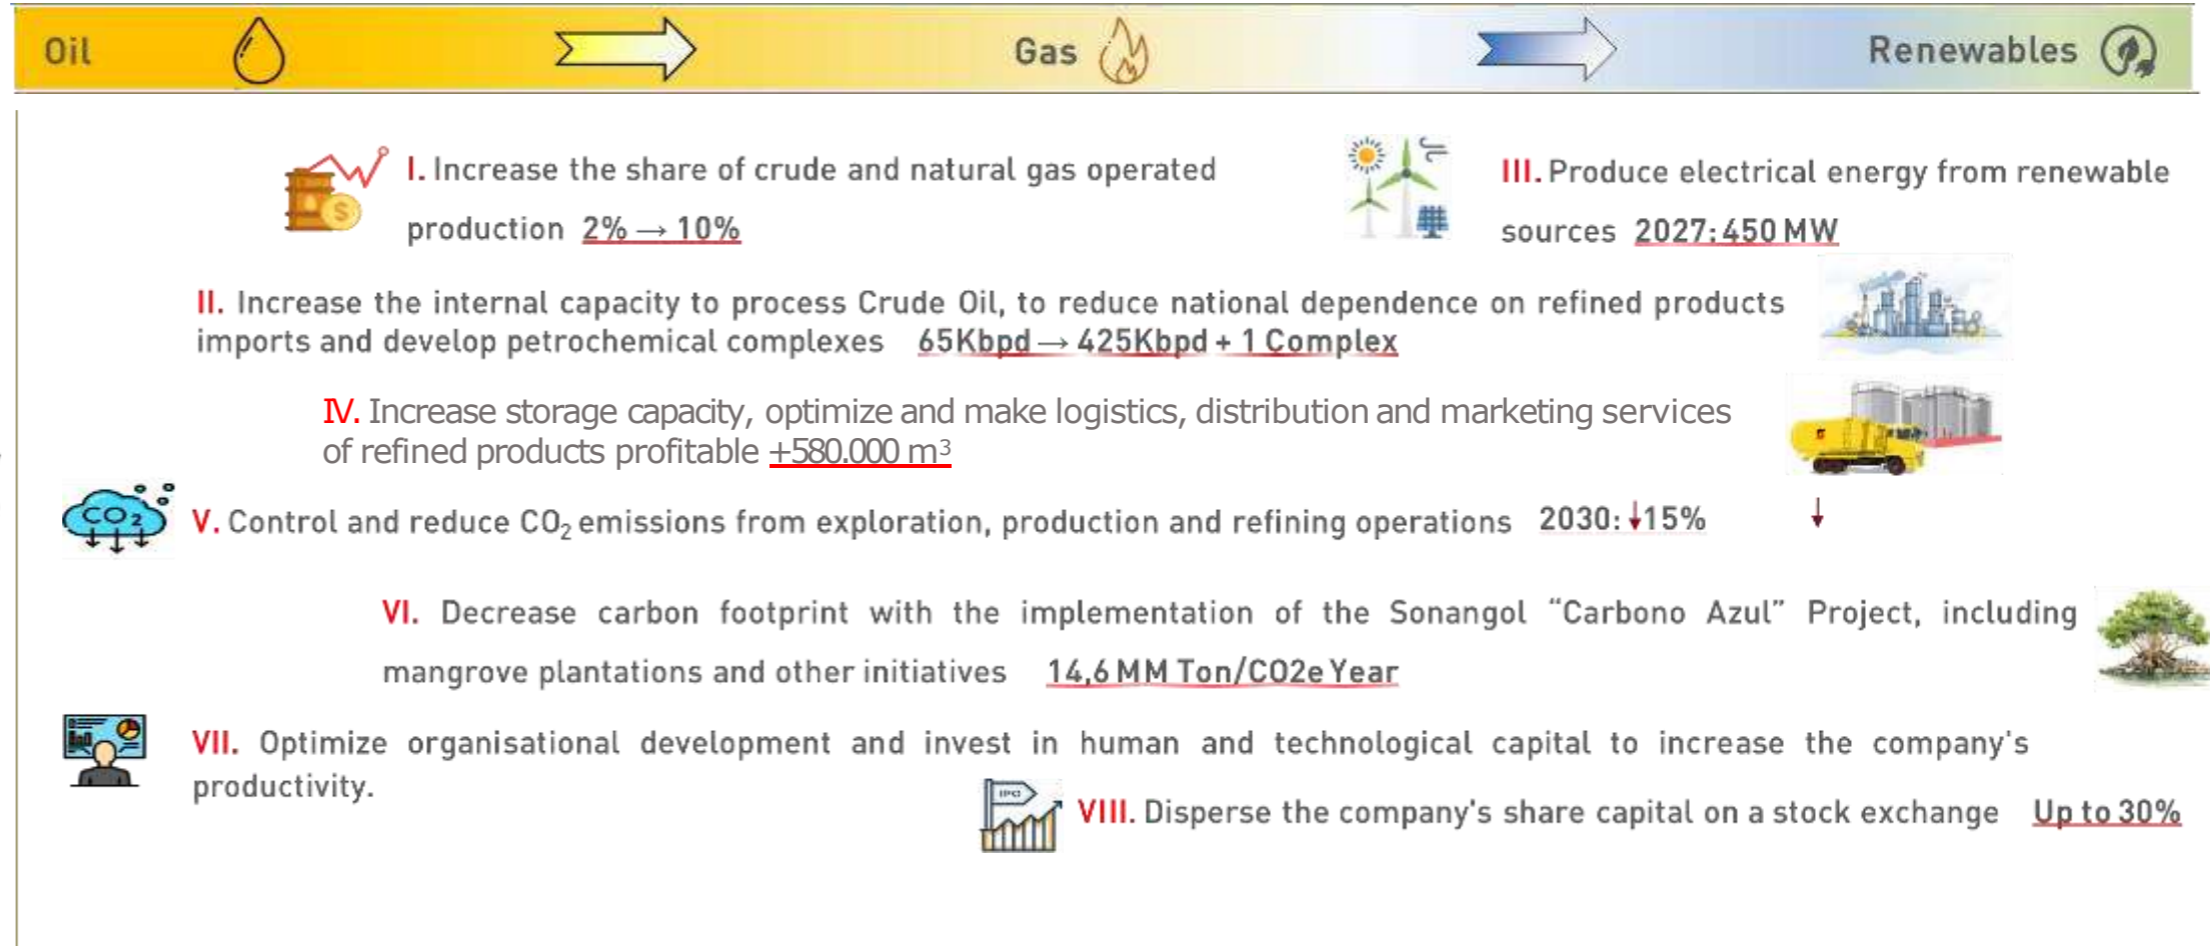 Oil
Gas
Renewables
I. Increase the share of crude and natural gas operated
production 2% → 10%
III. Produce electrical energy from renewable
sources 2027: 450 MW
II. Increase the internal capacity to process Crude Oil, to reduce national dependence on refined products
imports and develop petrochemical complexes 65Kbpd → 425Kbpd + 1 Complex
IV. Increase storage capacity, optimize and make logistics, distribution and marketing services
of refined products profitable +580.000 m³
CO₂
V. Control and reduce CO₂ emissions from exploration, production and refining operations 2030: ↓15%
↓
VI. Decrease carbon footprint with the implementation of the Sonangol “Carbono Azul” Project, including
mangrove plantations and other initiatives 14,6 MM Ton/CO2e Year
VII. Optimize organisational development and invest in human and technological capital to increase the company's
productivity.
IPO
VIII. Disperse the company's share capital on a stock exchange Up to 30%